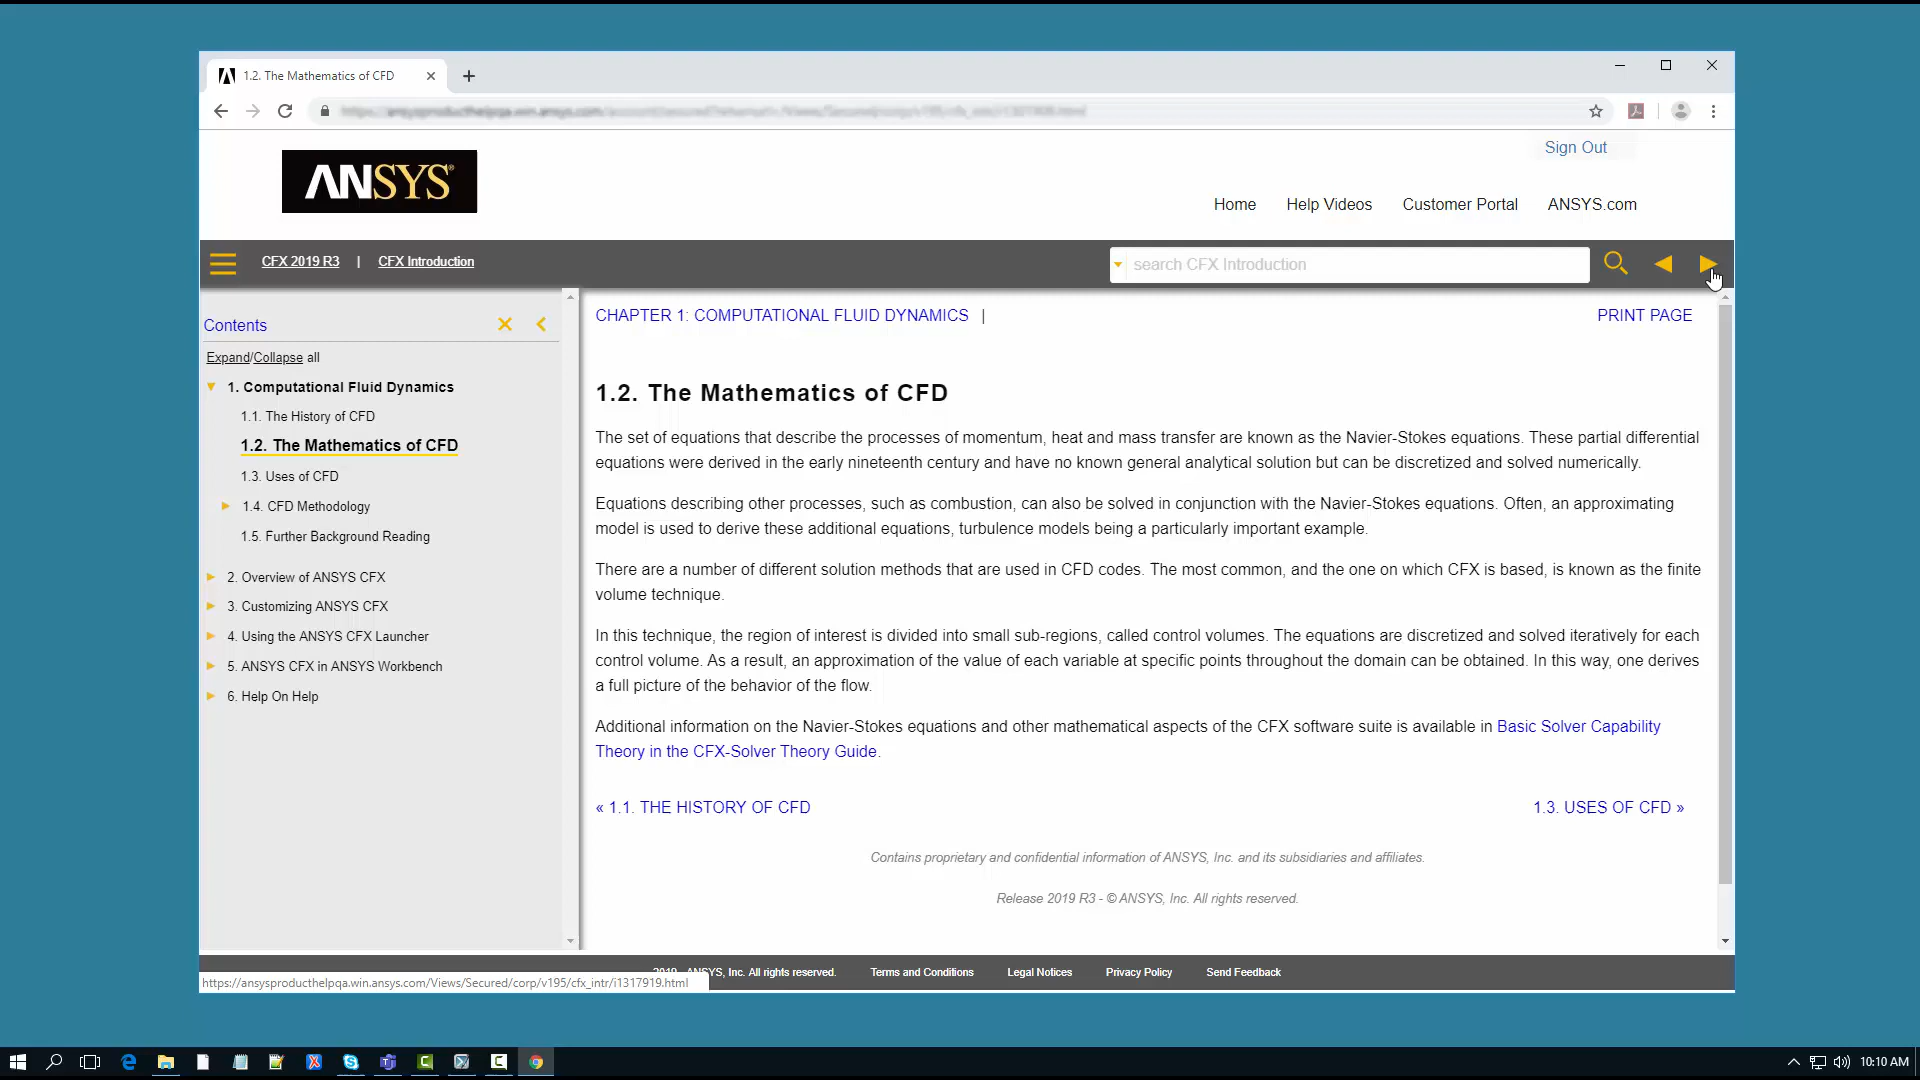 1.2. The Mathematics of CFD
ANSYS®
Sign Out
Home Help Videos Customer Portal ANSYS.com
CFX 2019 R3 | CFX Introduction
search CFX Introduction
Contents
Expand/Collapse all
1. Computational Fluid Dynamics
1.1. The History of CFD
1.2. The Mathematics of CFD
1.3. Uses of CFD
1.4. CFD Methodology
1.5. Further Background Reading
2. Overview of ANSYS CFX
3. Customizing ANSYS CFX
4. Using the ANSYS CFX Launcher
5. ANSYS CFX in ANSYS Workbench
6. Help On Help
CHAPTER 1: COMPUTATIONAL FLUID DYNAMICS |
PRINT PAGE
1.2. The Mathematics of CFD
The set of equations that describe the processes of momentum, heat and mass transfer are known as the Navier-Stokes equations. These partial differential
equations were derived in the early nineteenth century and have no known general analytical solution but can be discretized and solved numerically.
Equations describing other processes, such as combustion, can also be solved in conjunction with the Navier-Stokes equations. Often, an approximating
model is used to derive these additional equations, turbulence models being a particularly important example.
There are a number of different solution methods that are used in CFD codes. The most common, and the one on which CFX is based, is known as the finite
volume technique.
In this technique, the region of interest is divided into small sub-regions, called control volumes. The equations are discretized and solved iteratively for each
control volume. As a result, an approximation of the value of each variable at specific points throughout the domain can be obtained. In this way, one derives
a full picture of the behavior of the flow.
Additional information on the Navier-Stokes equations and other mathematical aspects of the CFX software suite is available in Basic Solver Capability
Theory in the CFX-Solver Theory Guide.
« 1.1. THE HISTORY OF CFD
1.3. USES OF CFD »
Contains proprietary and confidential information of ANSYS, Inc. and its subsidiaries and affiliates.
Release 2019 R3 - © ANSYS, Inc. All rights reserved.
ANSYS, Inc. All rights reserved. Terms and Conditions Legal Notices Privacy Policy Send Feedback
https://ansysproducthelpqa.win.ansys.com/Views/Secured/corp/v195/cfx_intr/i1317919.html
10:10 AM